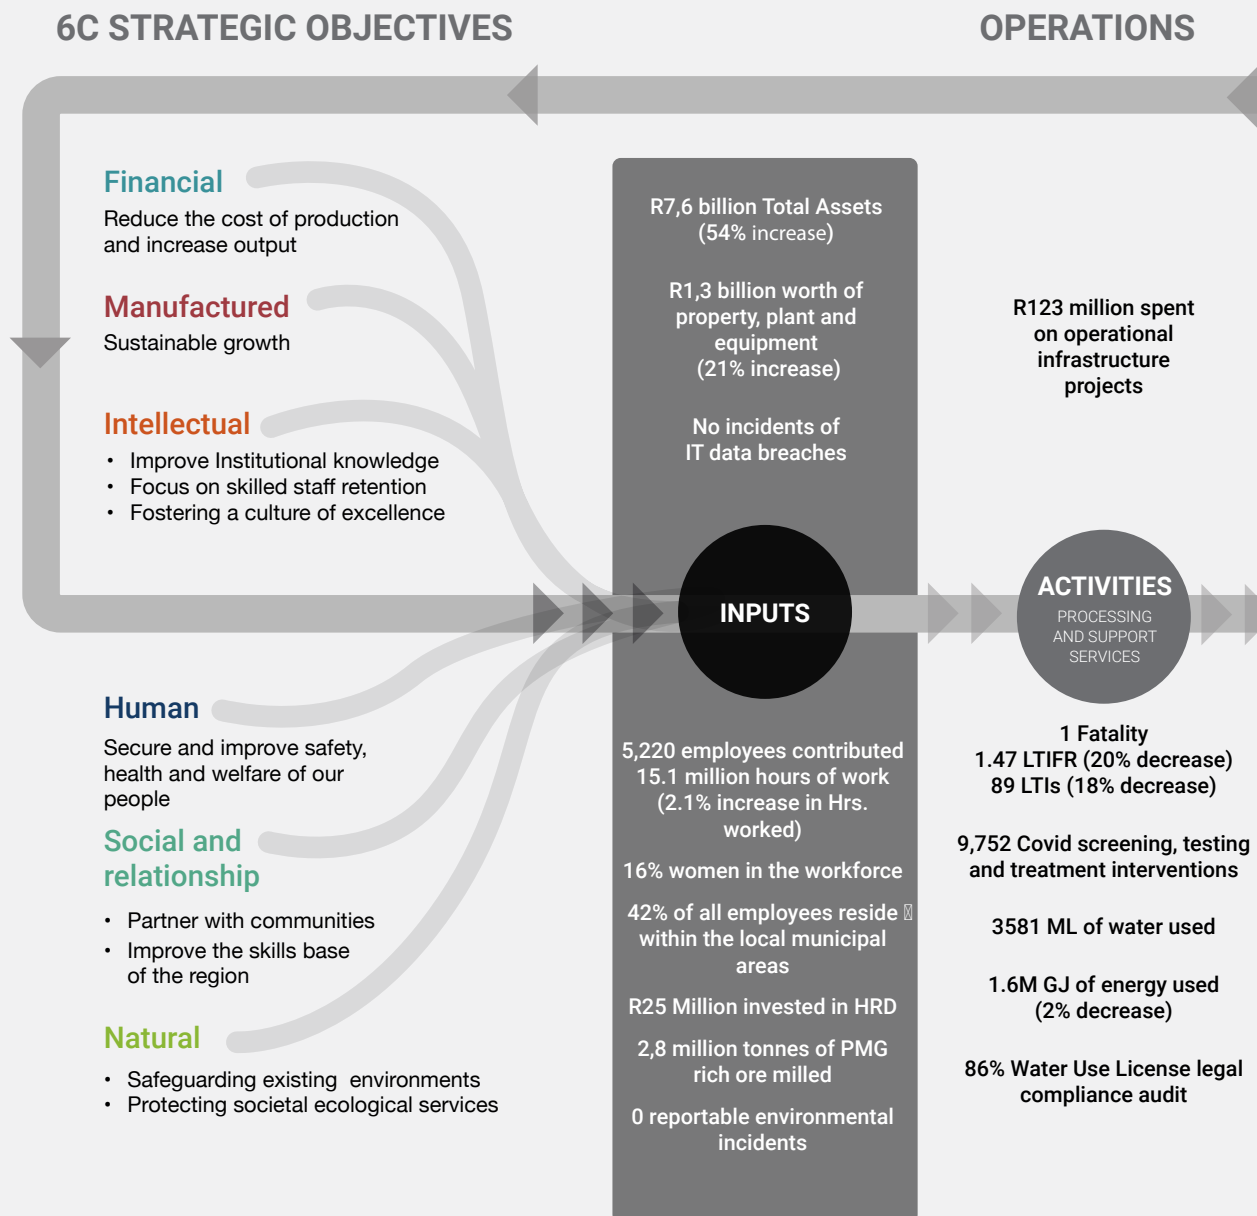 6C STRATEGIC OBJECTIVES
OPERATIONS
Financial
Reduce the cost of production
and increase output
Manufactured
Sustainable growth
Intellectual
• Improve Institutional knowledge
• Focus on skilled staff retention
• Fostering a culture of excellence
Human
Secure and improve safety,
health and welfare of our
people
Social and
relationship
• Partner with communities
• Improve the skills base
of the region
Natural
• Safeguarding existing environments
• Protecting societal ecological services
R7,6 billion Total Assets
(54% increase)
R1,3 billion worth of
property, plant and
equipment
(21% increase)
No incidents of
IT data breaches
INPUTS
5,220 employees contributed
15.1 million hours of work
(2.1% increase in Hrs.
worked)
16% women in the workforce
42% of all employees reside
within the local municipal
areas
R25 Million invested in HRD
2,8 million tonnes of PMG
rich ore milled
0 reportable environmental
incidents
R123 million spent
on operational
infrastructure
projects
ACTIVITIES
PROCESSING
AND SUPPORT
SERVICES
1 Fatality
1.47 LTIFR (20% decrease)
89 LTIs (18% decrease)
9,752 Covid screening, testing
and treatment interventions
3581 ML of water used
1.6M GJ of energy used
(2% decrease)
86% Water Use License legal
compliance audit